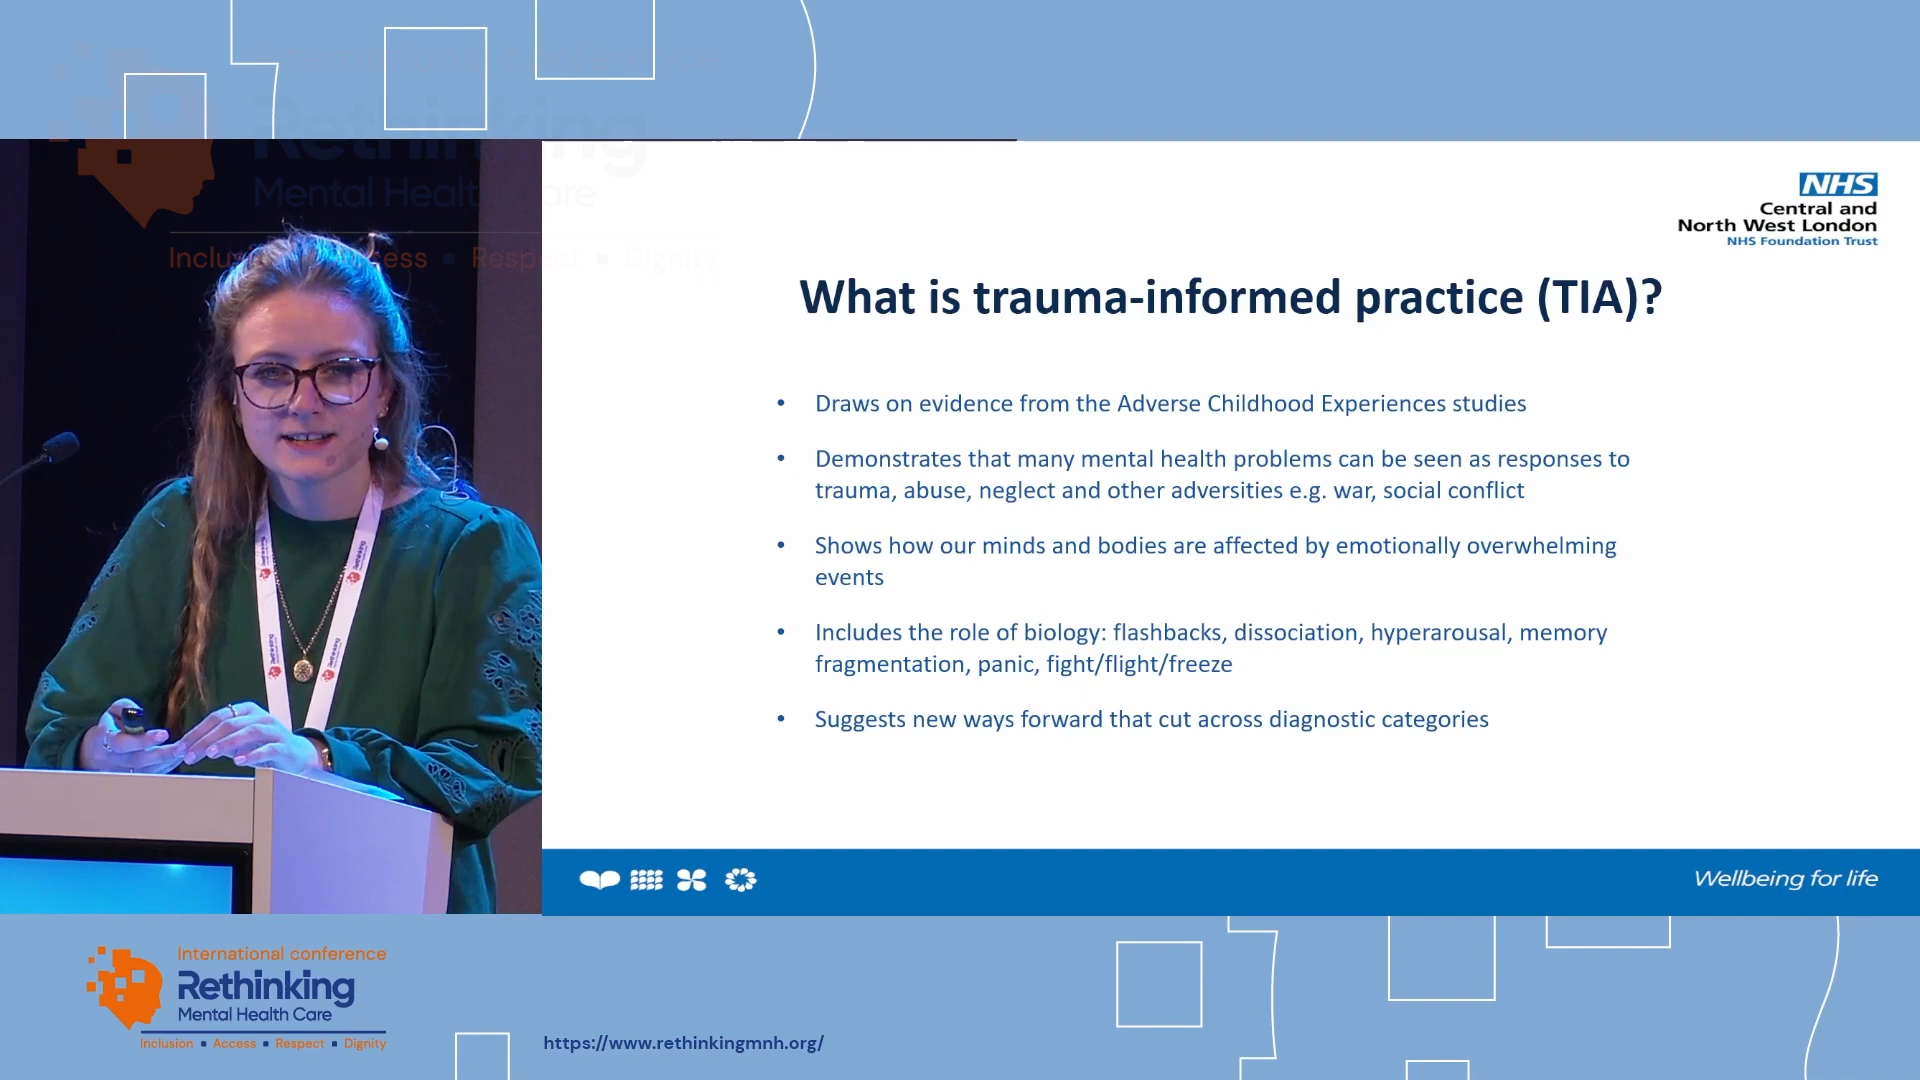 Rethinking
Mental Health Care
Inclusion ▪ Access ▪ Respect ▪ Dignity
NHS
Central and
North West London
NHS Foundation Trust
What is trauma-informed practice (TIA)?
• Draws on evidence from the Adverse Childhood Experiences studies
• Demonstrates that many mental health problems can be seen as responses to
trauma, abuse, neglect and other adversities e.g. war, social conflict
• Shows how our minds and bodies are affected by emotionally overwhelming
events
• Includes the role of biology: flashbacks, dissociation, hyperarousal, memory
fragmentation, panic, fight/flight/freeze
• Suggests new ways forward that cut across diagnostic categories
Wellbeing for life
International conference
Rethinking
Mental Health Care
Inclusion ▪ Access ▪ Respect ▪ Dignity
https://www.rethinkingmnh.org/